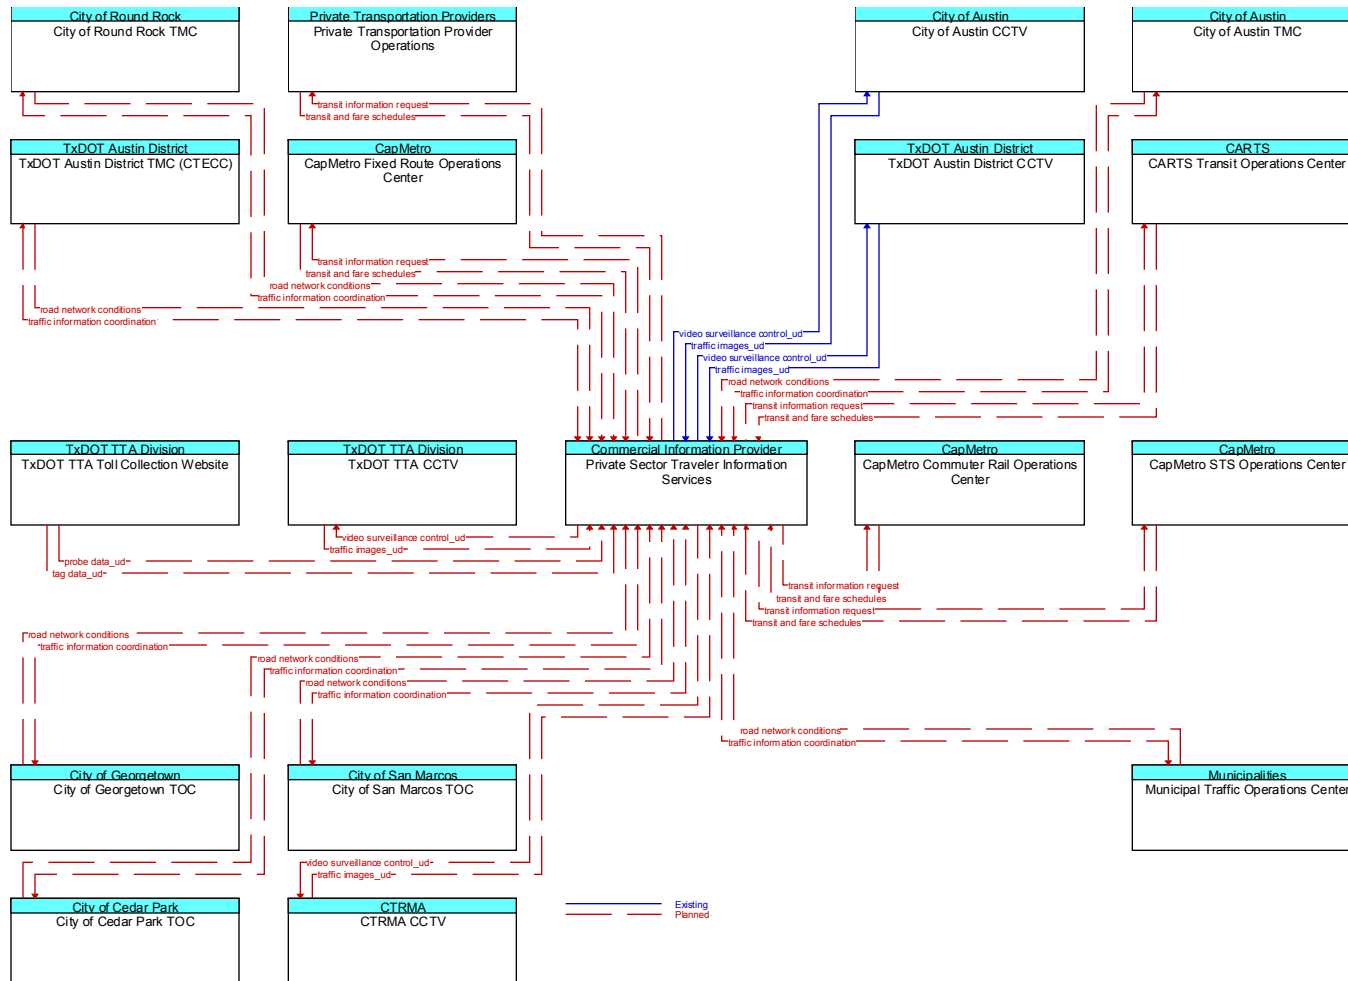 City of Round Rock
City of Round Rock TMC
Private Transportation Providers
Private Transportation Provider
Operations
City of Austin
City of Austin CCTV
City of Austin
City of Austin TMC
transit information request
transit and fare schedules
TxDOT Austin District
TxDOT Austin District TMC (CTECC)
CapMetro
CapMetro Fixed Route Operations
Center
TxDOT Austin District
TxDOT Austin District CCTV
CARTS
CARTS Transit Operations Center
transit information request
transit and fare schedules
road network conditions
traffic information coordination
road network conditions
traffic information coordination
video surveillance control_ud
traffic images_ud
video surveillance control_ud
traffic images_ud
road network conditions
traffic information coordination
transit information request
transit and fare schedules
TxDOT TTA Division
TxDOT TTA Toll Collection Website
TxDOT TTA Division
TxDOT TTA CCTV
Commercial Information Provider
Private Sector Traveler Information
Services
CapMetro
CapMetro Commuter Rail Operations
Center
CapMetro
CapMetro STS Operations Center
video surveillance control_ud
traffic images_ud
probe data_ud
tag data_ud
transit information request
transit and fare schedules
transit information request
transit and fare schedules
road network conditions
traffic information coordination
road network conditions
traffic information coordination
road network conditions
traffic information coordination
road network conditions
traffic information coordination
City of Georgetown
City of Georgetown TOC
City of San Marcos
City of San Marcos TOC
Municipalities
Municipal Traffic Operations Center
video surveillance control_ud
traffic images_ud
City of Cedar Park
City of Cedar Park TOC
CTRMA
CTRMA CCTV
Existing
Planned